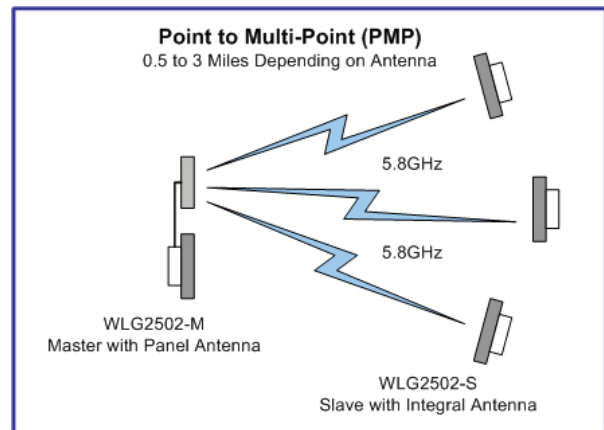 Point to Multi-Point (PMP)
0.5 to 3 Miles Depending on Antenna
5.8GHz
5.8GHz
WLG2502-M
Master with Panel Antenna
WLG2502-S
Slave with Integral Antenna